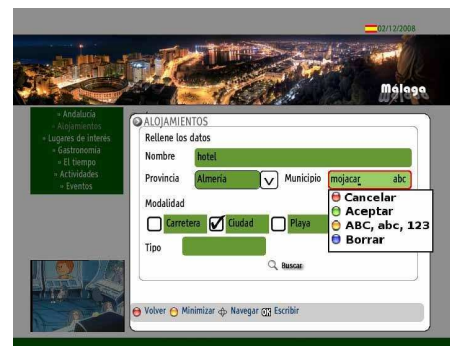 02/12/2008
Málaga
» Andalucía
» Alojamientos
» Lugares de interés
» Gastronomía
» El tiempo
» Actividades
» Eventos
ALOJAMIENTOS
Rellene los datos
Nombre hotel
Provincia Almería V Municipio mojacar abc
Cancelar
Aceptar
ABC, abc, 123
Borrar
Modalidad
Carretera Ciudad Playa
Tipo
Buscar
Volver Minimizar Navegar OK Escribir